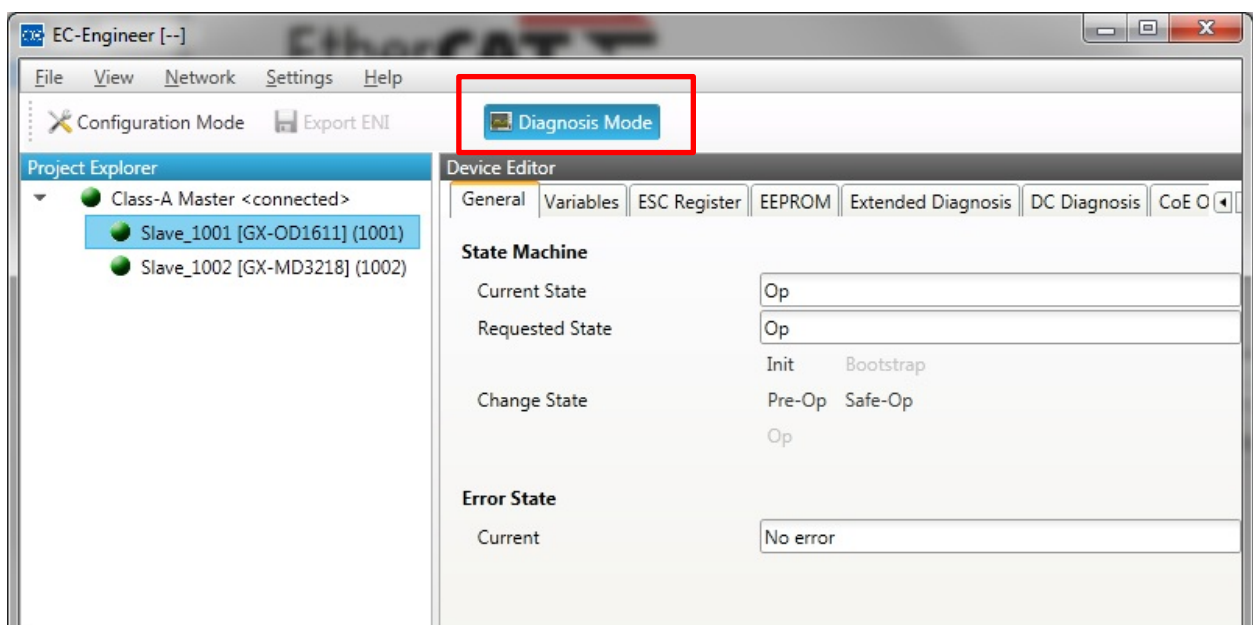 EC-Engineer [--]
EtherCAT
File View Network Settings Help
Configuration Mode Export ENI Diagnosis Mode
Project Explorer
Class-A Master <connected>
Slave_1001 [GX-OD1611] (1001)
Slave_1002 [GX-MD3218] (1002)
Device Editor
General Variables ESC Register EEPROM Extended Diagnosis DC Diagnosis CoE O
State Machine
Current State Op
Requested State Op
Init Bootstrap
Change State Pre-Op Safe-Op
Op
Error State
Current No error